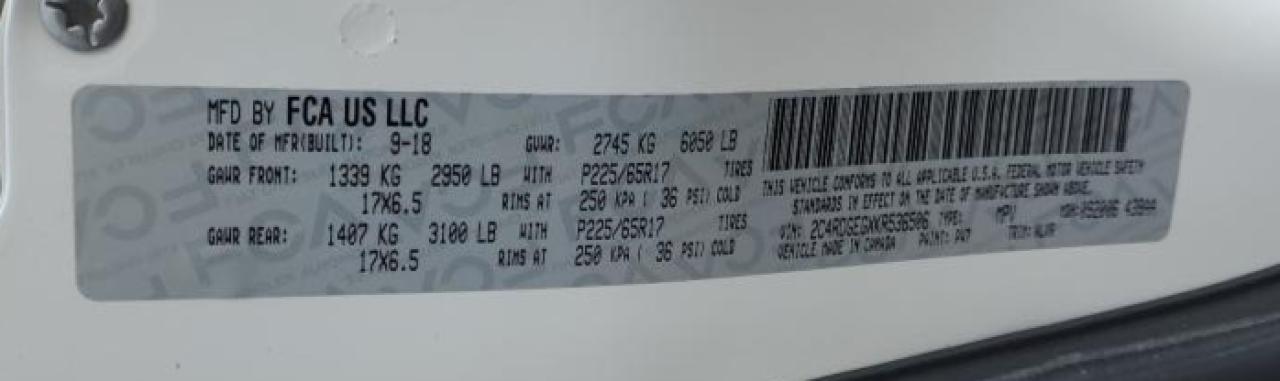 MFD BY FCA US LLC
DATE OF MFR(BUILT): 9-18 GVWR: 2745 KG 6050 LB
GAWR FRONT: 1339 KG 2950 LB WITH P225/65R17 TIRES
17X6.5 RIMS AT 250 KPA ( 36 PSI) COLD
GAWR REAR: 1407 KG 3100 LB WITH P225/65R17 TIRES
17X6.5 RIMS AT 250 KPA ( 36 PSI) COLD
THIS VEHICLE CONFORMS TO ALL APPLICABLE U.S.A. FEDERAL MOTOR VEHICLE SAFETY
STANDARDS IN EFFECT ON THE DATE OF MANUFACTURE SHOWN ABOVE.
VIN: TYPE: MPV MDH:
VEHICLE MADE IN CANADA PAINT: PW7 TRIM: